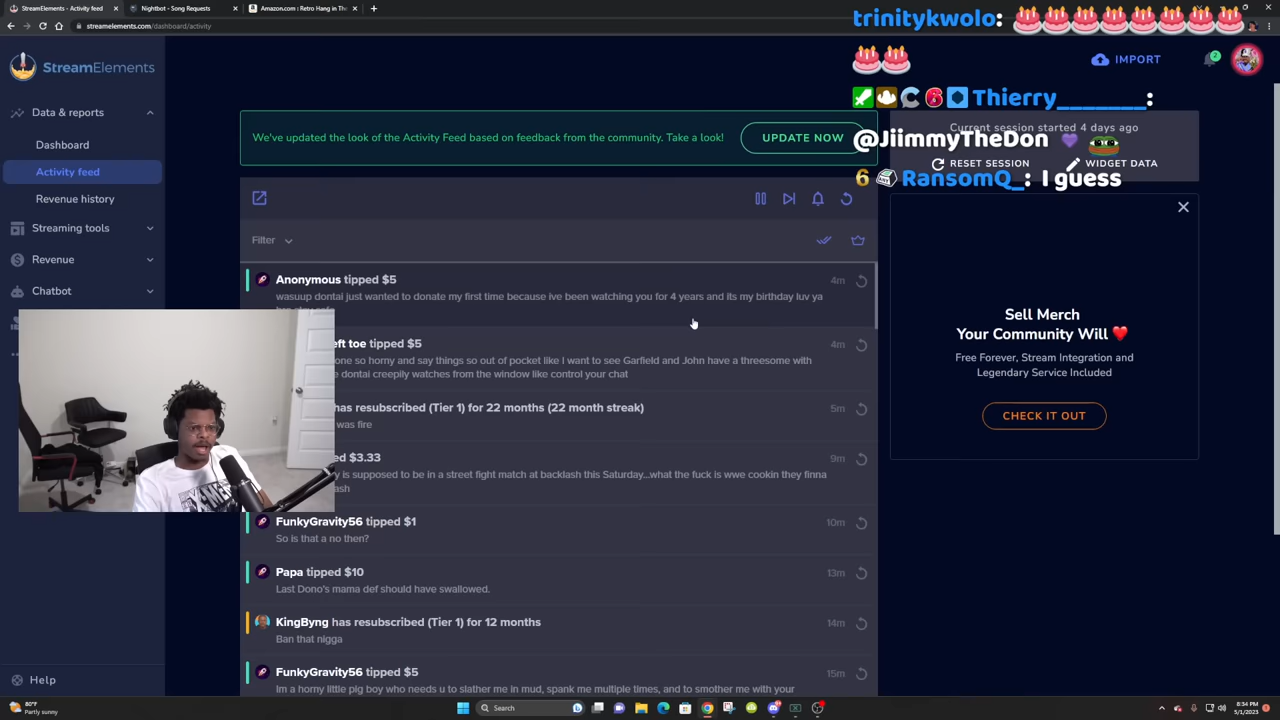 StreamElements - Activity feed
Nightbot - Song Requests
Amazon.com : Retro Hang in The
streamelements.com/dashboard/activity
trinitykwolo:
StreamElements
IMPORT
2
Thierry_______:
@JiimmyTheDon
RansomQ_: I guess
Data & reports
Dashboard
Activity feed
Revenue history
Streaming tools
Revenue
Chatbot
Help
We've updated the look of the Activity Feed based on feedback from the community. Take a look!
UPDATE NOW
Current session started 4 days ago
RESET SESSION
WIDGET DATA
Filter
Anonymous tipped $5
4m
wasuup dontai just wanted to donate my first time because ive been watching you for 4 years and its my birthday luv ya
eft toe tipped $5
4m
one so horny and say things so out of pocket like I want to see Garfield and John have a threesome with
dontai creepily watches from the window like control your chat
has resubscribed (Tier 1) for 22 months (22 month streak)
5m
was fire
ed $3.33
9m
y is supposed to be in a street fight match at backlash this Saturday...what the fuck is wwe cookin they finna
ash
FunkyGravity56 tipped $1
10m
So is that a no then?
Papa tipped $10
13m
Last Dono's mama def should have swallowed.
KingByng has resubscribed (Tier 1) for 12 months
14m
Ban that nigga
FunkyGravity56 tipped $5
15m
Im a horny little pig boy who needs u to slather me in mud, spank me multiple times, and to smother me with your
Sell Merch
Your Community Will
Free Forever, Stream Integration and
Legendary Service Included
CHECK IT OUT
80°F
Partly sunny
Search
8:34 PM
5/1/2023